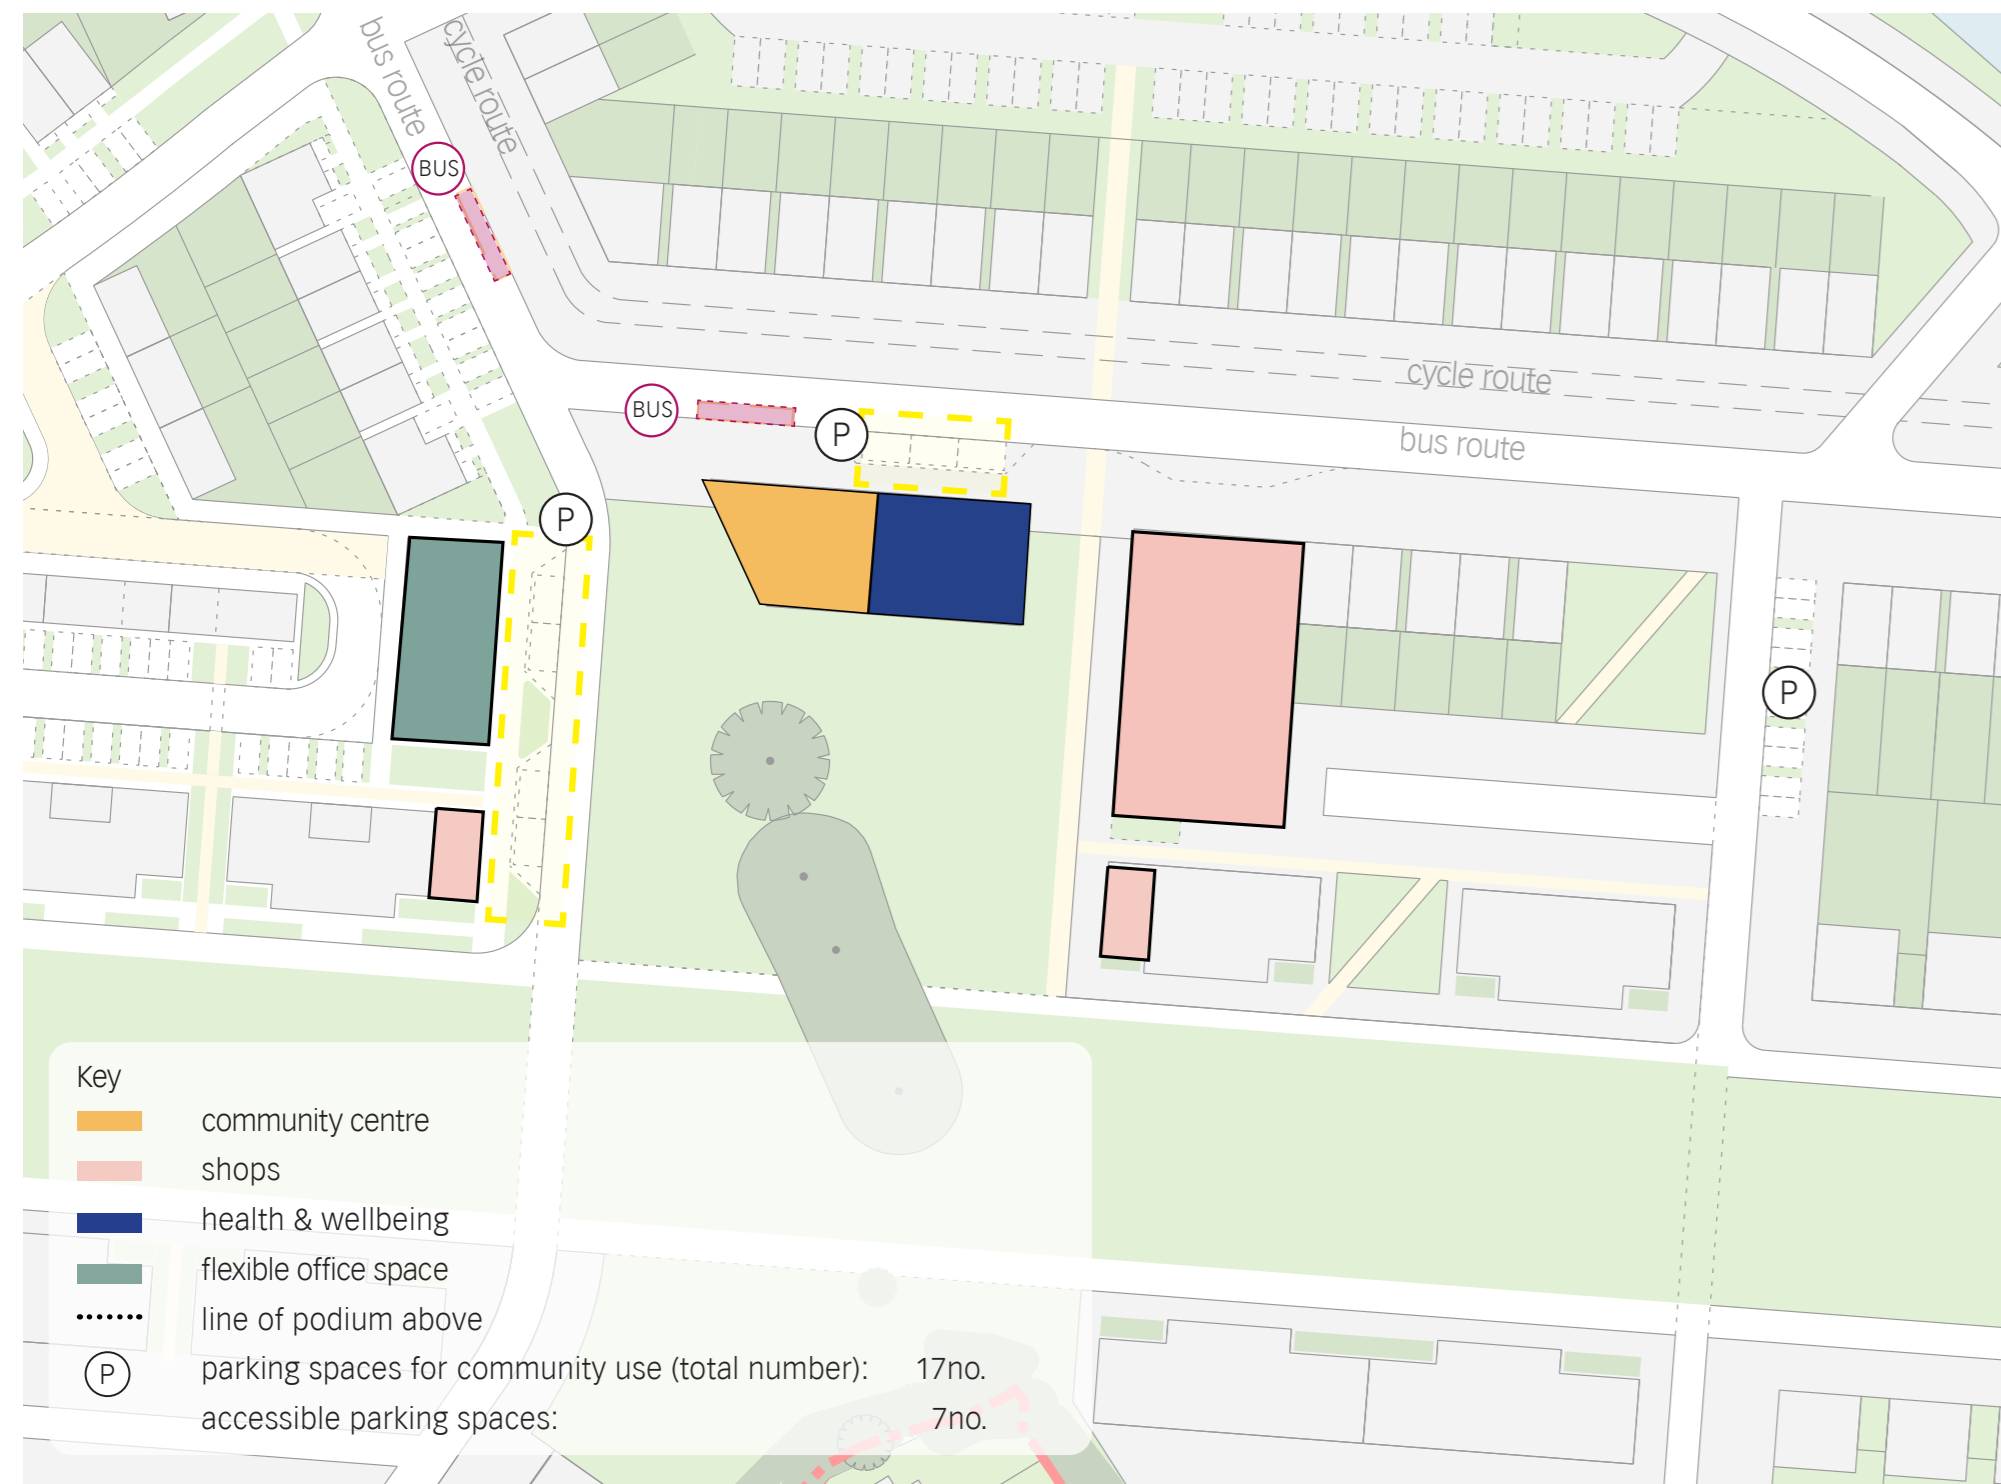 bus route
cycle route
BUS
cycle route
BUS
P
bus route
P
P
Key
community centre
shops
health & wellbeing
flexible office space
line of podium above
P parking spaces for community use (total number): 17no.
accessible parking spaces: 7no.